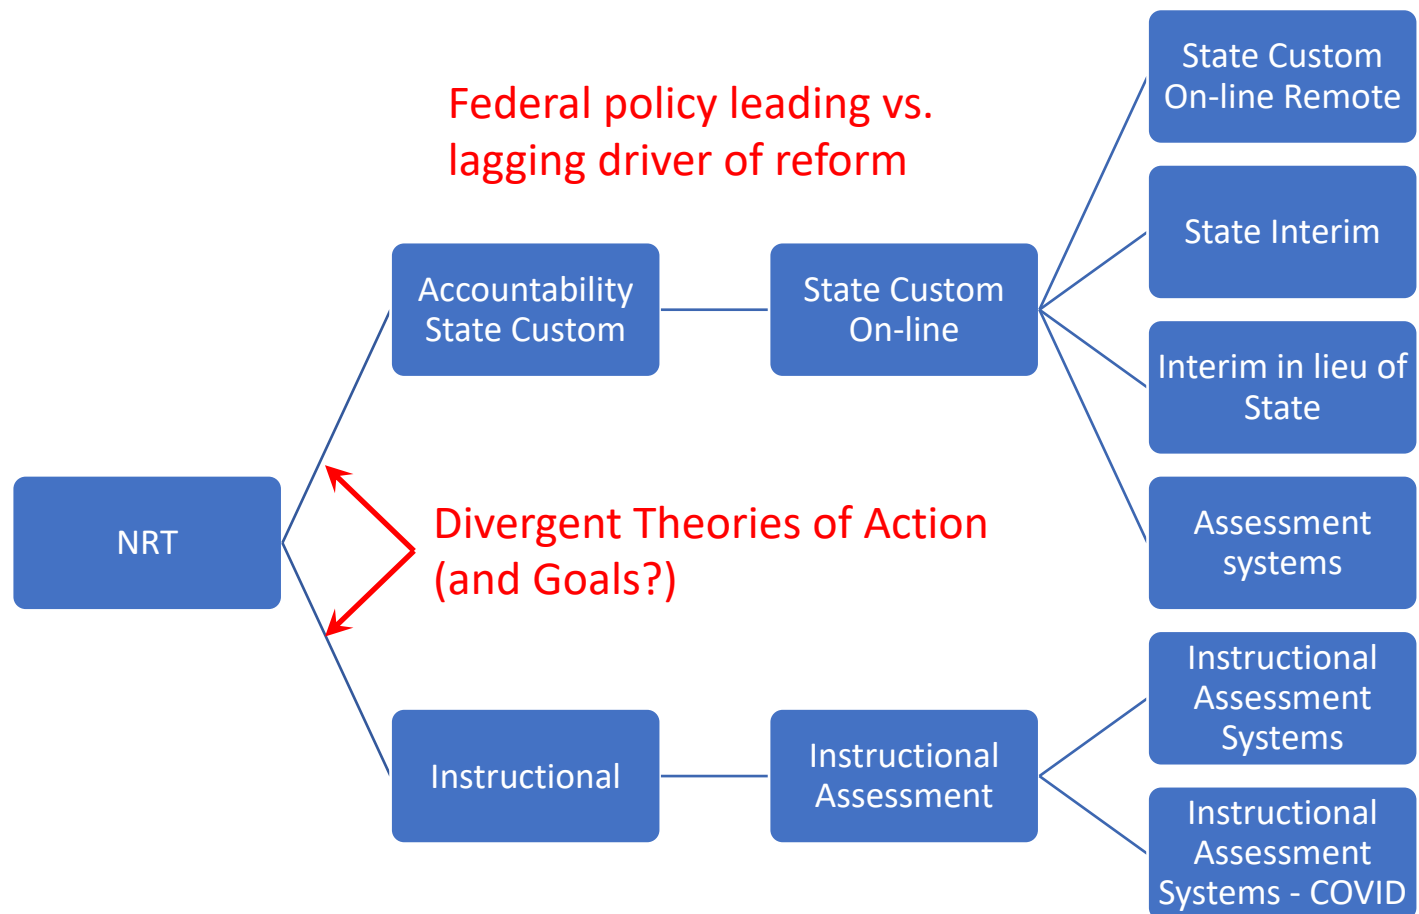 Federal policy leading vs.
lagging driver of reform
NRT
Divergent Theories of Action
(and Goals?)
Accountability
State Custom
State Custom
On-line
State Custom
On-line Remote
State Interim
Interim in lieu of
State
Assessment
systems
Instructional
Instructional
Assessment
Instructional
Assessment
Systems
Instructional
Assessment
Systems - COVID